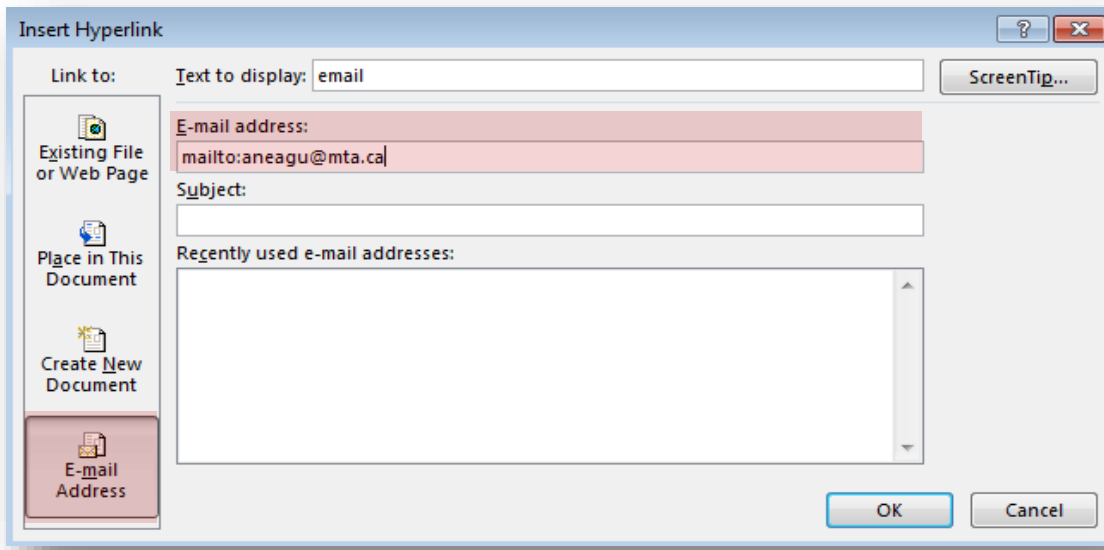 Insert Hyperlink
Link to:
Text to display: email
ScreenTip...
Existing File
or Web Page
E-mail address:
mailto:aneagu@mta.ca
Subject:
Place in This
Document
Recently used e-mail addresses:
Create New
Document
E-mail
Address
OK
Cancel